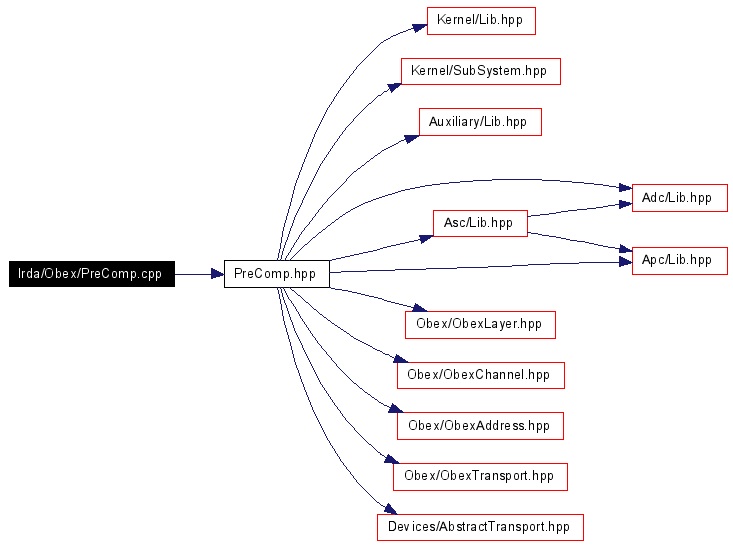 Kernel/Lib.hpp
Kernel/SubSystem.hpp
Auxiliary/Lib.hpp
Adc/Lib.hpp
Asc/Lib.hpp
Apc/Lib.hpp
Irda/Obex/PreComp.cpp
PreComp.hpp
Obex/ObexLayer.hpp
Obex/ObexChannel.hpp
Obex/ObexAddress.hpp
Obex/ObexTransport.hpp
Devices/AbstractTransport.hpp